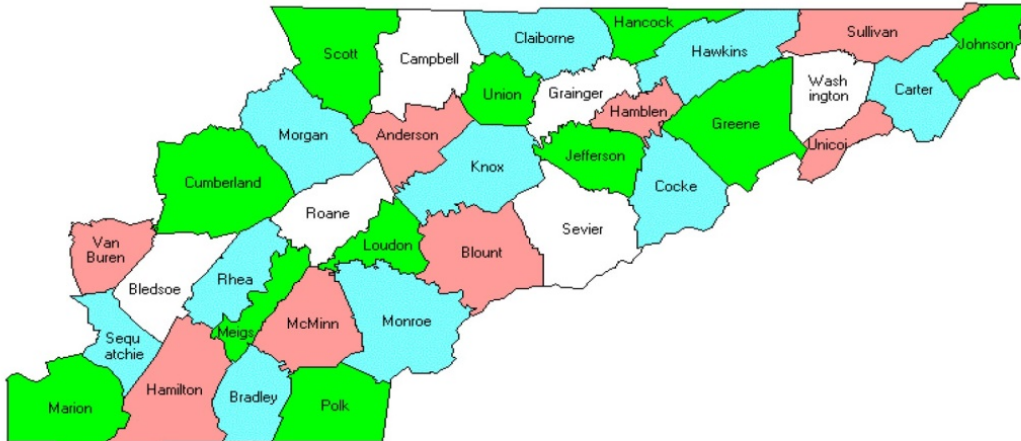 Hancock
Sullivan
Johnson
Scott
Campbell
Claiborne
Hawkins
Wash
ington
Carter
Union
Grainger
Hamblen
Greene
Morgan
Anderson
Unicoi
Jefferson
Knox
Cumberland
Cocke
Roane
Sevier
Van
Buren
Loudon
Blount
Bledsoe
Rhea
Meigs
McMinn
Monroe
Sequ
atchie
Hamilton
Bradley
Polk
Marion